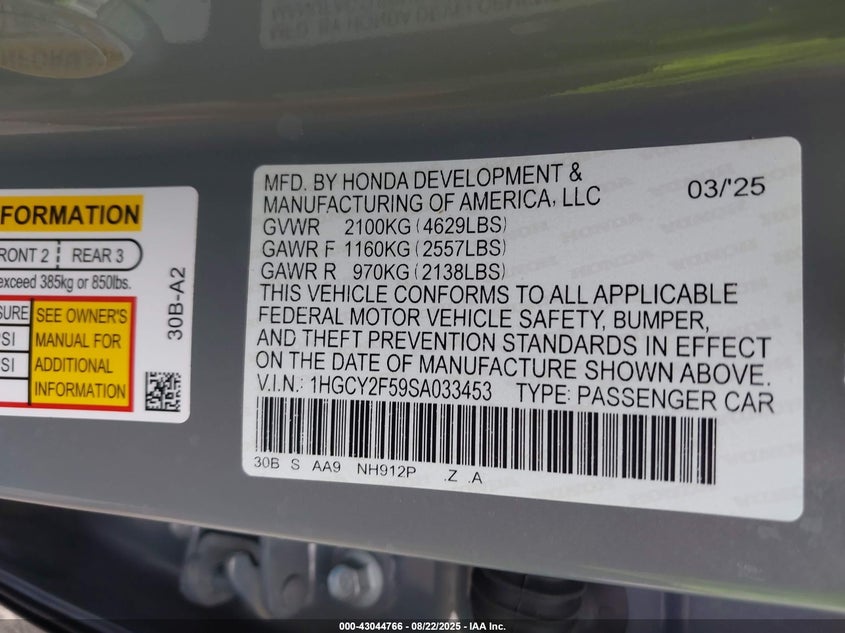 FORMATION
RONT 2 ¦ REAR 3
exceed 385kg or 850lbs.
SURE
SEE OWNER'S
MANUAL FOR
ADDITIONAL
INFORMATION
PSI
PSI
30B-A2
MFD. BY HONDA DEVELOPMENT &
MANUFACTURING OF AMERICA, LLC
03/'25
GVWR 2100KG (4629LBS)
GAWR F 1160KG (2557LBS)
GAWR R 970KG (2138LBS)
THIS VEHICLE CONFORMS TO ALL APPLICABLE
FEDERAL MOTOR VEHICLE SAFETY, BUMPER,
AND THEFT PREVENTION STANDARDS IN EFFECT
ON THE DATE OF MANUFACTURE SHOWN ABOVE.
V.I.N.: 1HGCY2F59SA033453 TYPE: PASSENGER CAR
30B S AA9 NH912P .Z .A
000-43044766 - 08/22/2025 - IAA Inc.